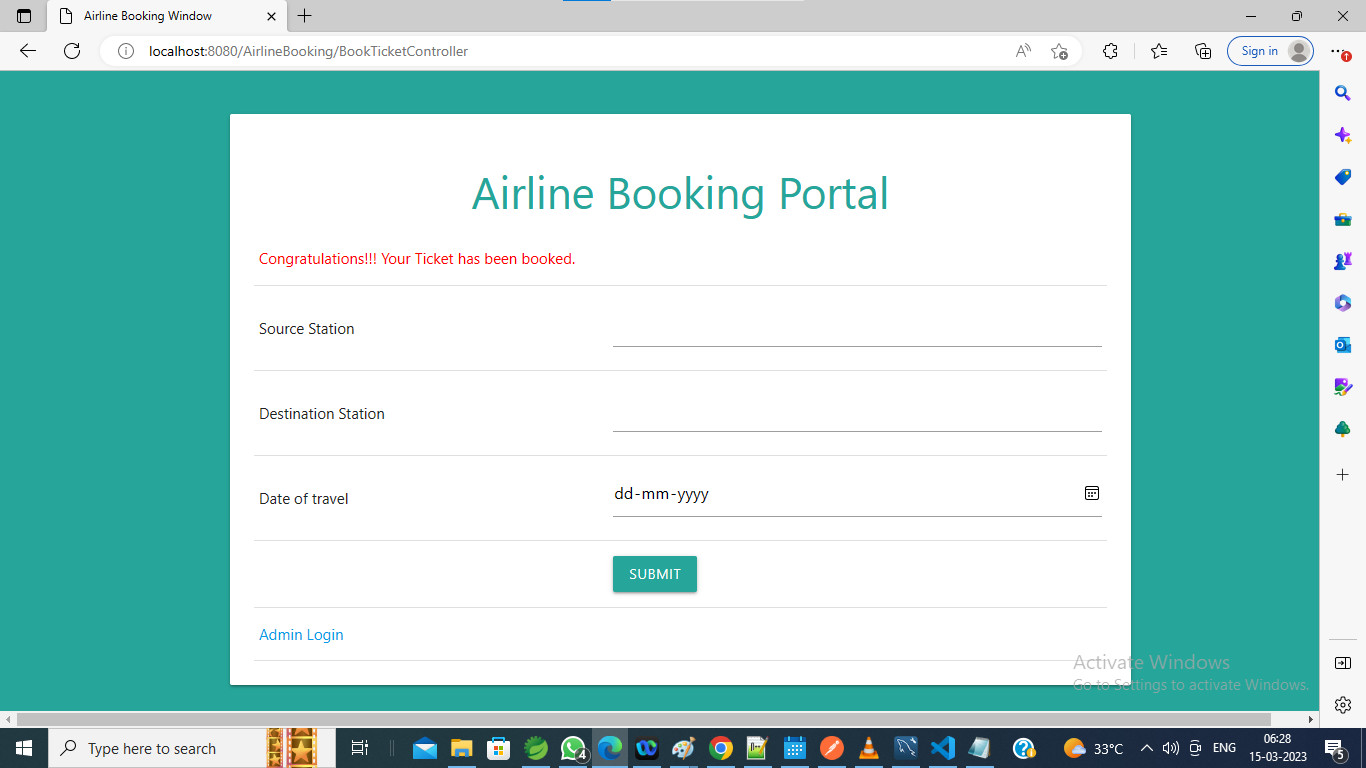 Airline Booking Window
localhost:8080/AirlineBooking/BookTicketController
Sign in
Airline Booking Portal
Congratulations!!! Your Ticket has been booked.
Source Station
Destination Station
Date of travel
dd-mm-yyyy
SUBMIT
Admin Login
Activate Windows
Go to Settings to activate Windows.
Type here to search
4
33°C
ENG
06:28
15-03-2023
5